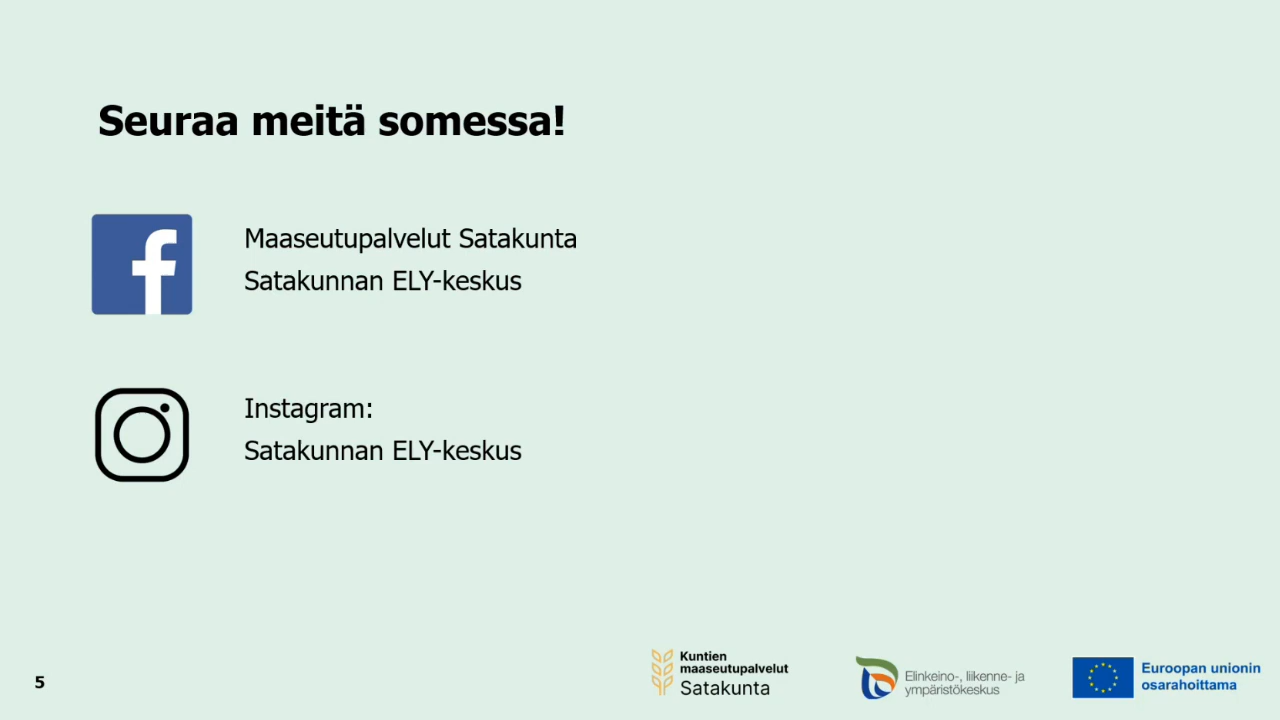 Seuraa meitä somessa!
Maaseutupalvelut Satakunta
Satakunnan ELY-keskus
Instagram:
Satakunnan ELY-keskus
5
Kuntien
maaseutupalvelut
Satakunta
Elinkeino-, liikenne- ja
ympäristökeskus
Euroopan unionin
osarahoittama